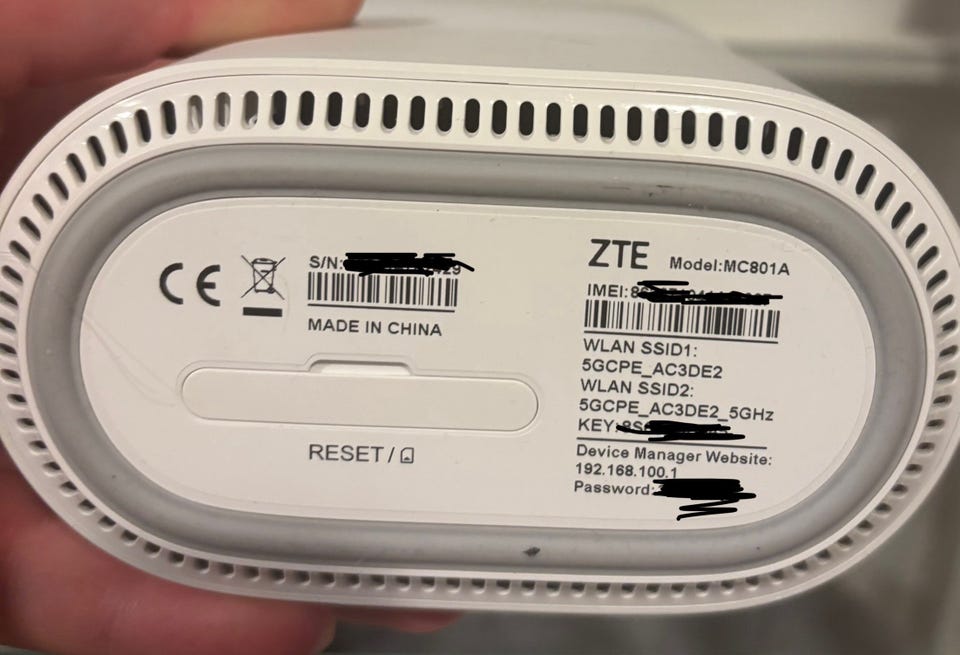 CE
S/N:
MADE IN CHINA
RESET /
ZTE Model:MC801A
IMEI:
WLAN SSID1:
5GCPE_AC3DE2
WLAN SSID2:
5GCPE_AC3DE2_5GHz
KEY:
Device Manager Website:
192.168.100.1
Password: